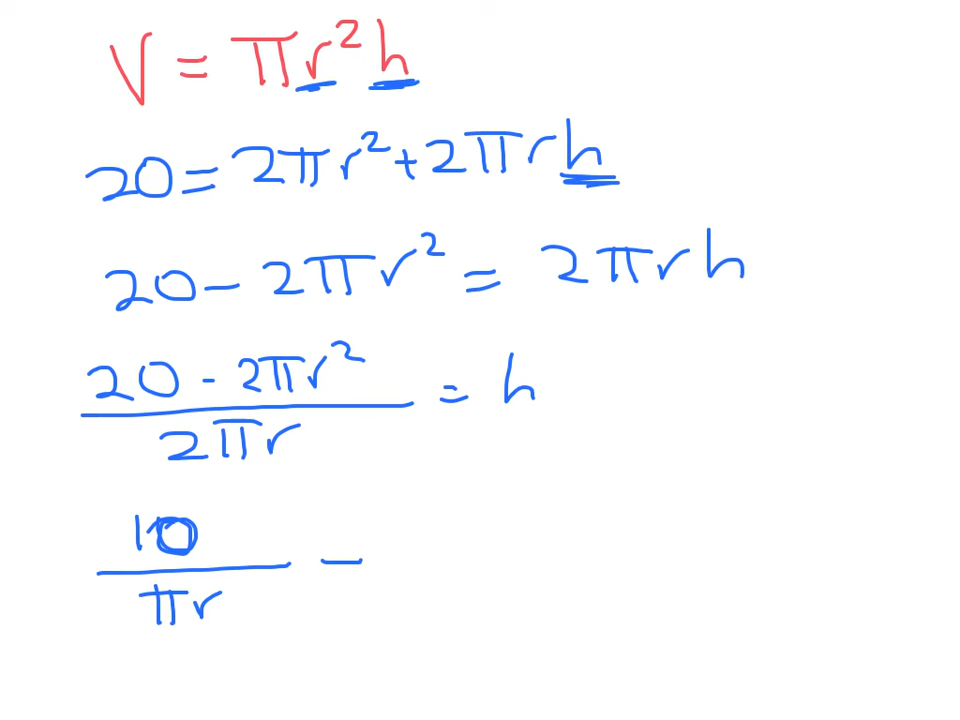 V = πr²h
20 = 2πr² + 2πrh
20 - 2πr² = 2πrh
20 - 2πr² / 2πr = h
10 / πr -